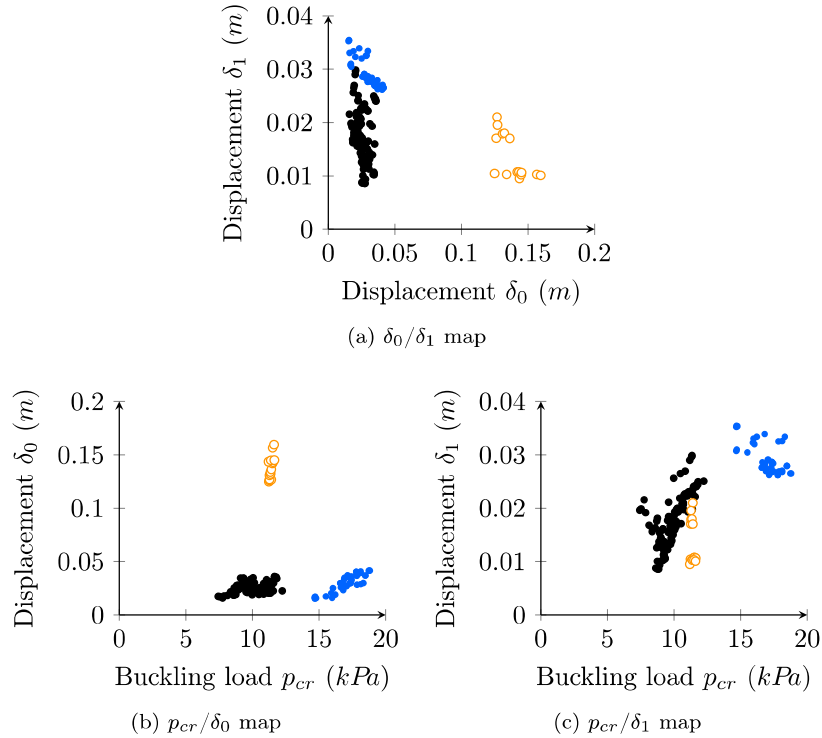 0.04
0.03
0.02
0.01
0
Displacement δ1 (m)
0 0.05 0.1 0.15 0.2
Displacement δ0 (m)
(a) δ0/δ1 map
0.2
0.15
0.1
0.05
0
Displacement δ0 (m)
0 5 10 15 20
Buckling load pcr (kPa)
(b) pcr/δ0 map
0.04
0.03
0.02
0.01
0
Displacement δ1 (m)
0 5 10 15 20
Buckling load pcr (kPa)
(c) pcr/δ1 map